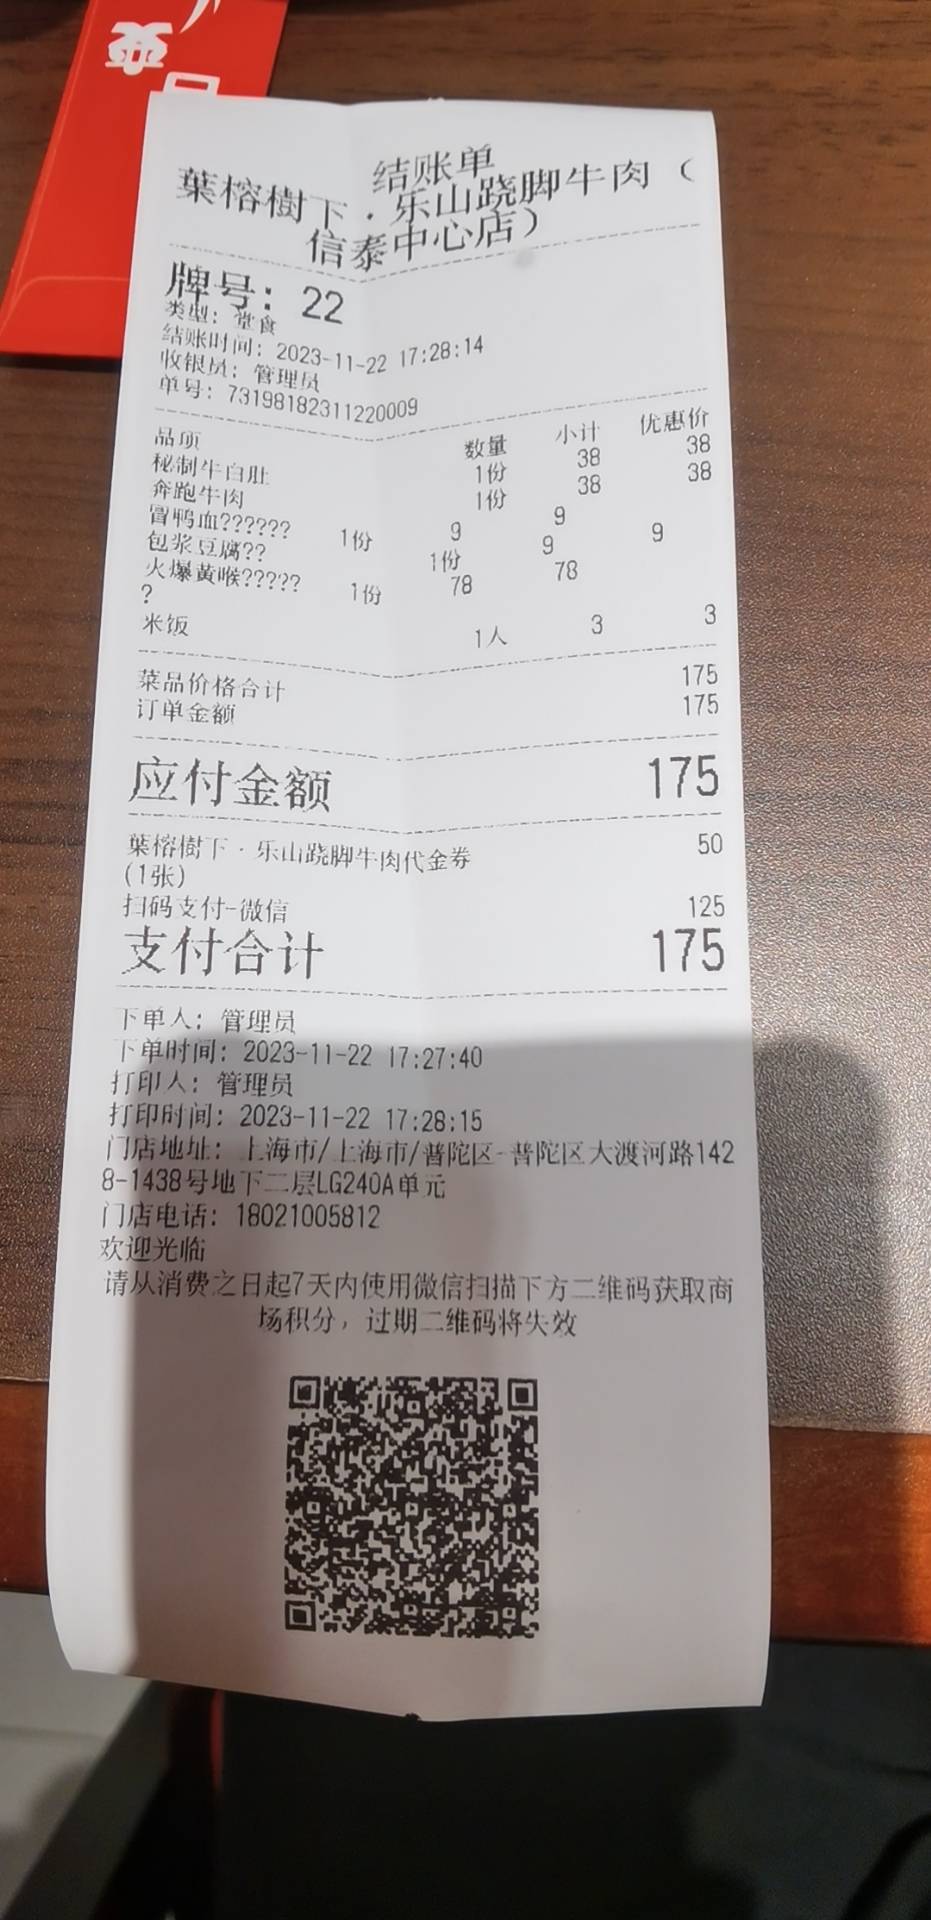 结账单
葉榕樹下·乐山跷脚牛肉（
信泰中心店）
牌号：22
类型：堂食
结账时间：2023-11-22 17:28:14
收银员：管理员
单号：73198182311220009
品项 数量 小计 优惠价
秘制牛白肚 1份 38 38
奔跑牛肉 1份 38 38
冒鸭血?????? 1份 9 9
包浆豆腐?? 1份 9 9
火爆黄喉????? 1份 78 78
?
米饭 1人 3 3
菜品价格合计 175
订单金额 175
应付金额 175
葉榕樹下·乐山跷脚牛肉代金券 50
(1张)
扫码支付-微信 125
支付合计 175
下单人：管理员
下单时间：2023-11-22 17:27:40
打印人：管理员
打印时间：2023-11-22 17:28:15
门店地址：上海市/上海市/普陀区-普陀区大渡河路142
8-1438号地下二层LG240A单元
门店电话：18021005812
欢迎光临
请从消费之日起7天内使用微信扫描下方二维码获取商
场积分，过期二维码将失效